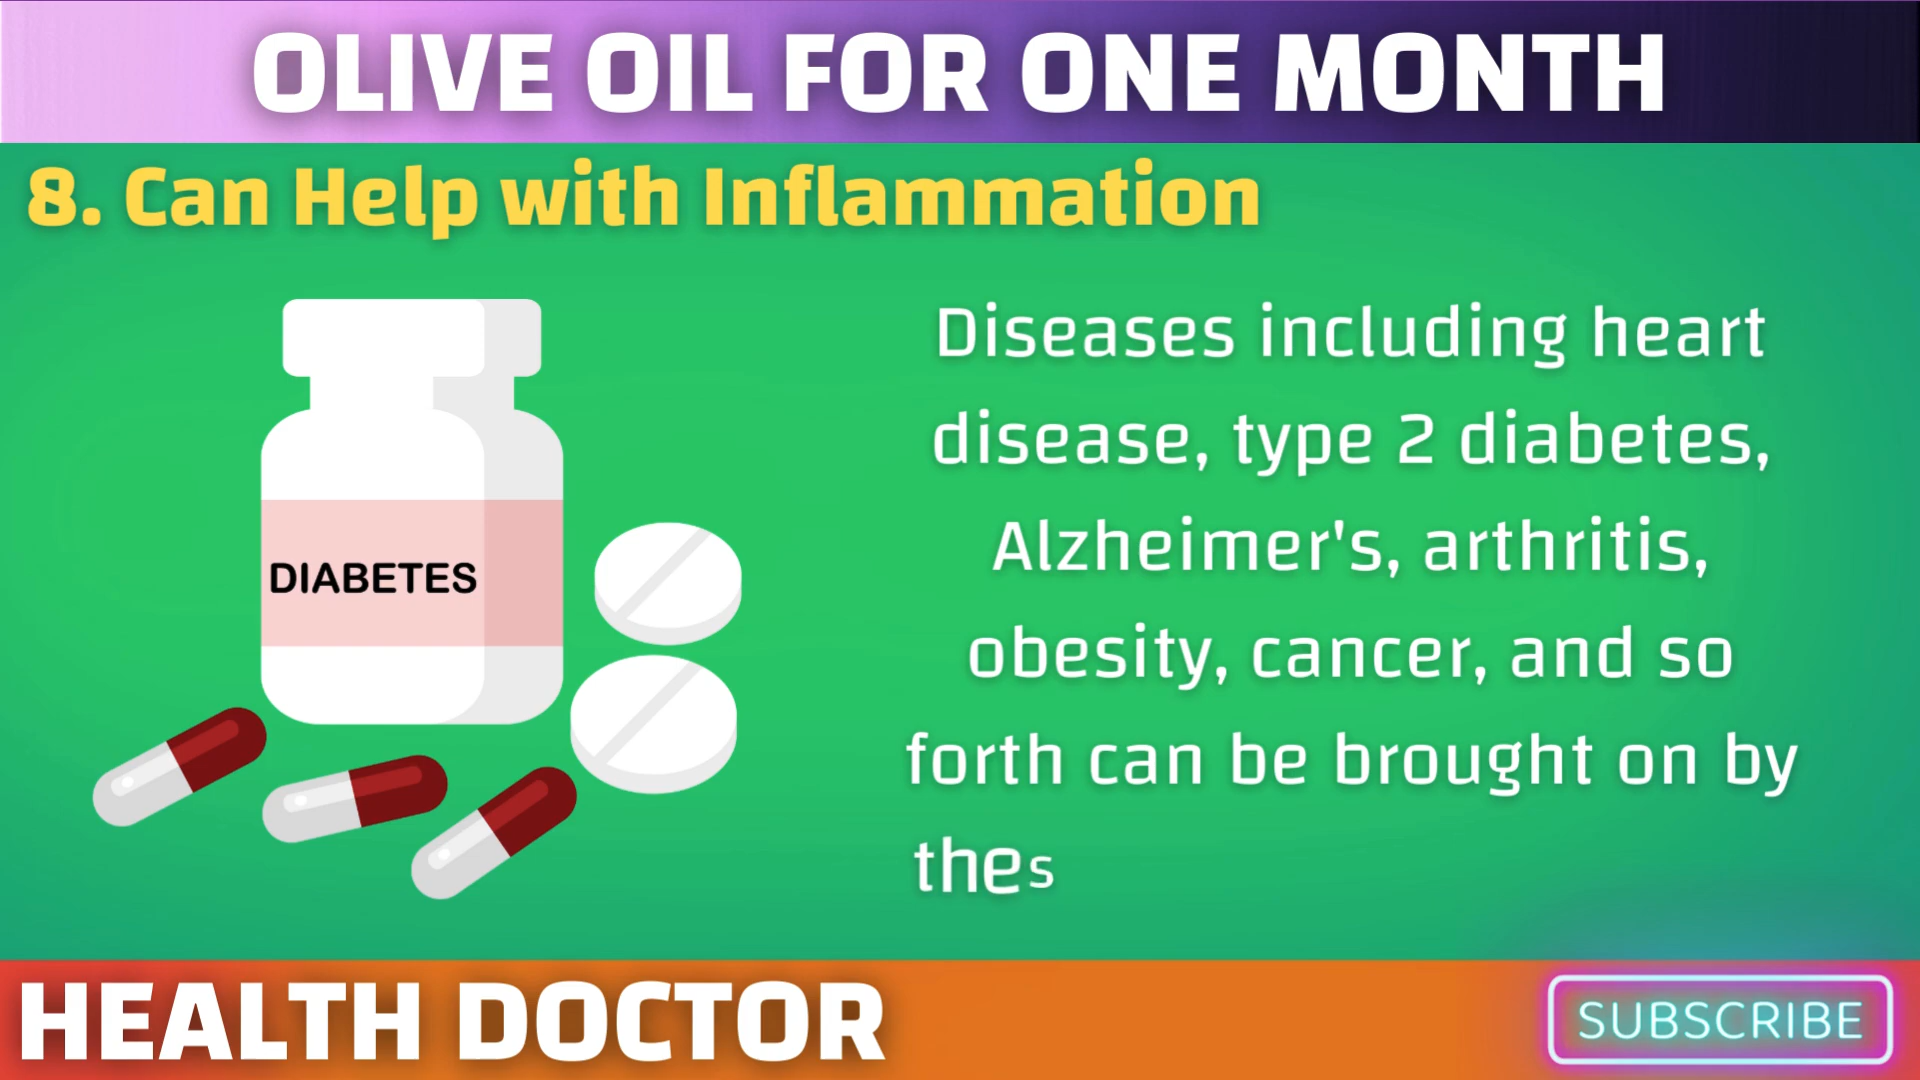 OLIVE OIL FOR ONE MONTH
8. Can Help with Inflammation
DIABETES
Diseases including heart
disease, type 2 diabetes,
Alzheimer's, arthritis,
obesity, cancer, and so
forth can be brought on by
thes
HEALTH DOCTOR
SUBSCRIBE